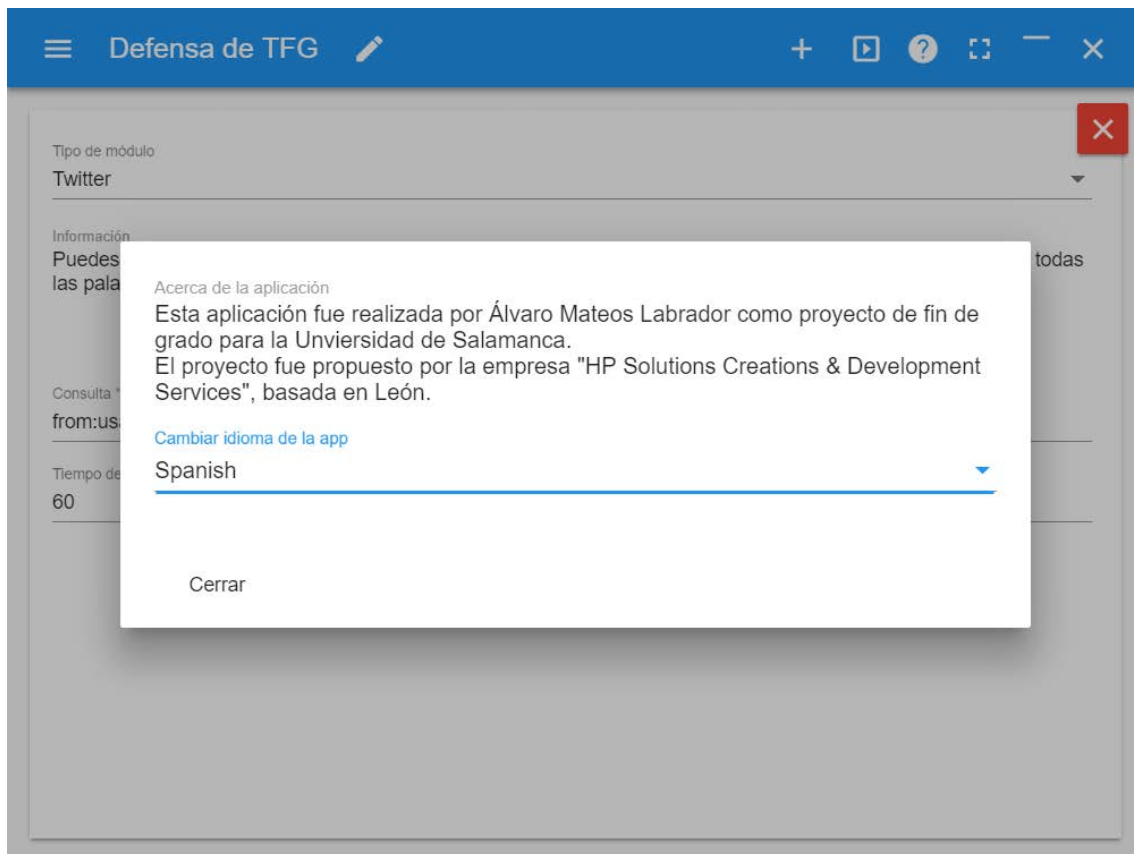 Defensa de TFG
Tipo de módulo
Twitter
Información
Puedes
todas
las pala
Acerca de la aplicación
Esta aplicación fue realizada por Álvaro Mateos Labrador como proyecto de fin de
grado para la Unviersidad de Salamanca.
El proyecto fue propuesto por la empresa "HP Solutions Creations & Development
Services", basada en León.
Consulta *
from:us
Cambiar idioma de la app
Spanish
Tiempo de
60
Cerrar